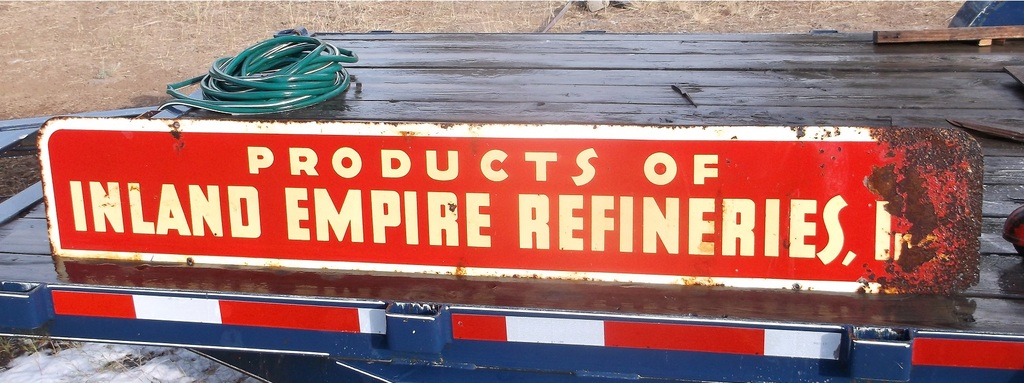 PRODUCTS OF
INLAND EMPIRE REFINERIES,